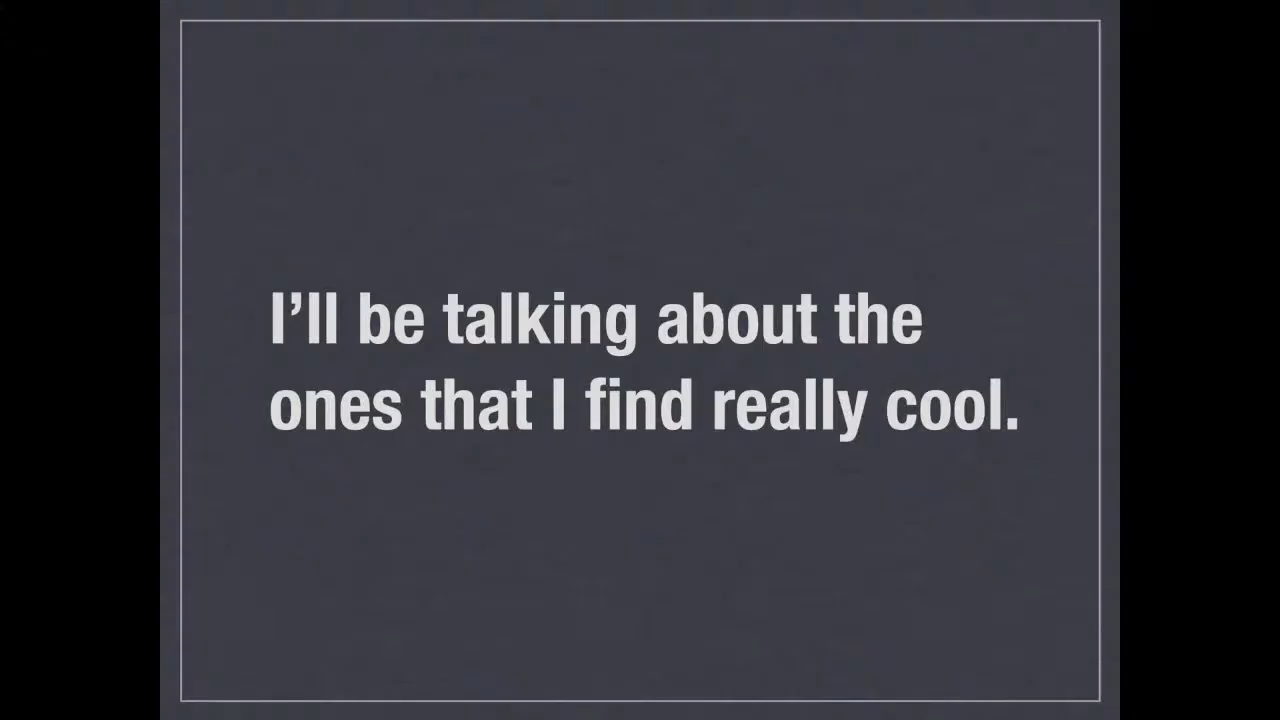 I’ll be talking about the
ones that I find really cool.